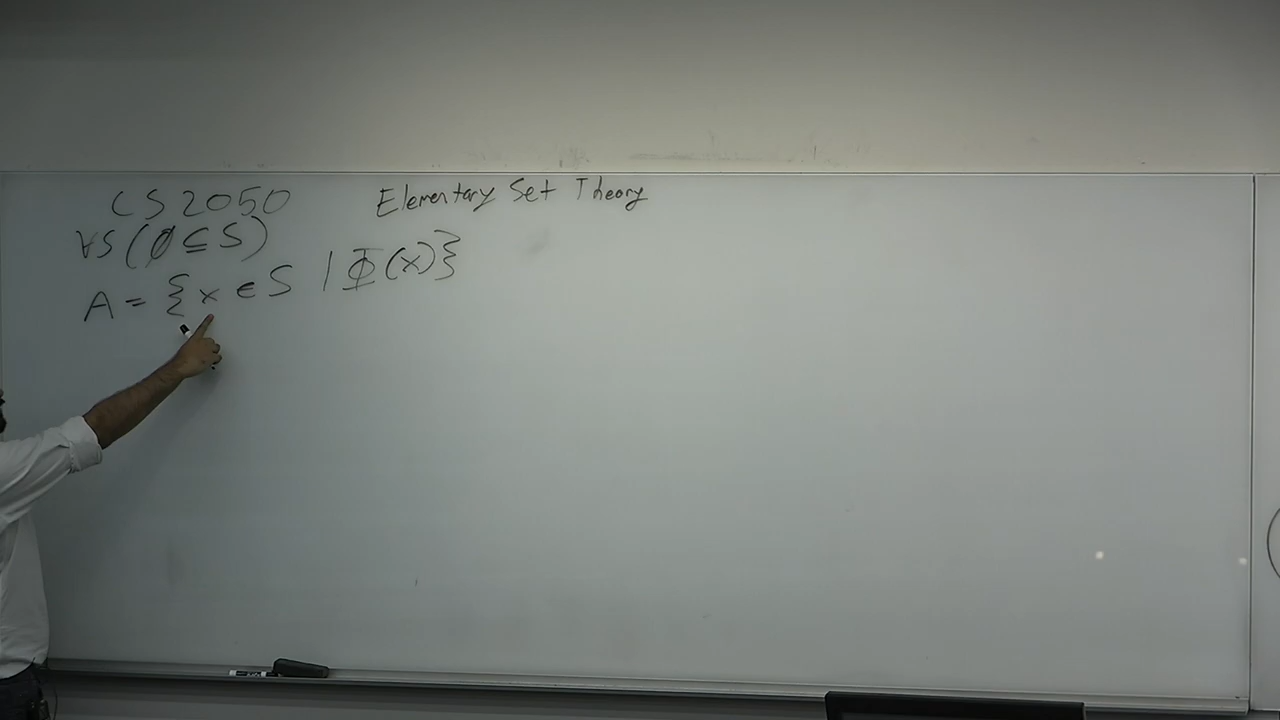 CS 2050 Elementary Set Theory
∀S (∅ ⊆ S)
A = {x ∈ S | Φ(x)}